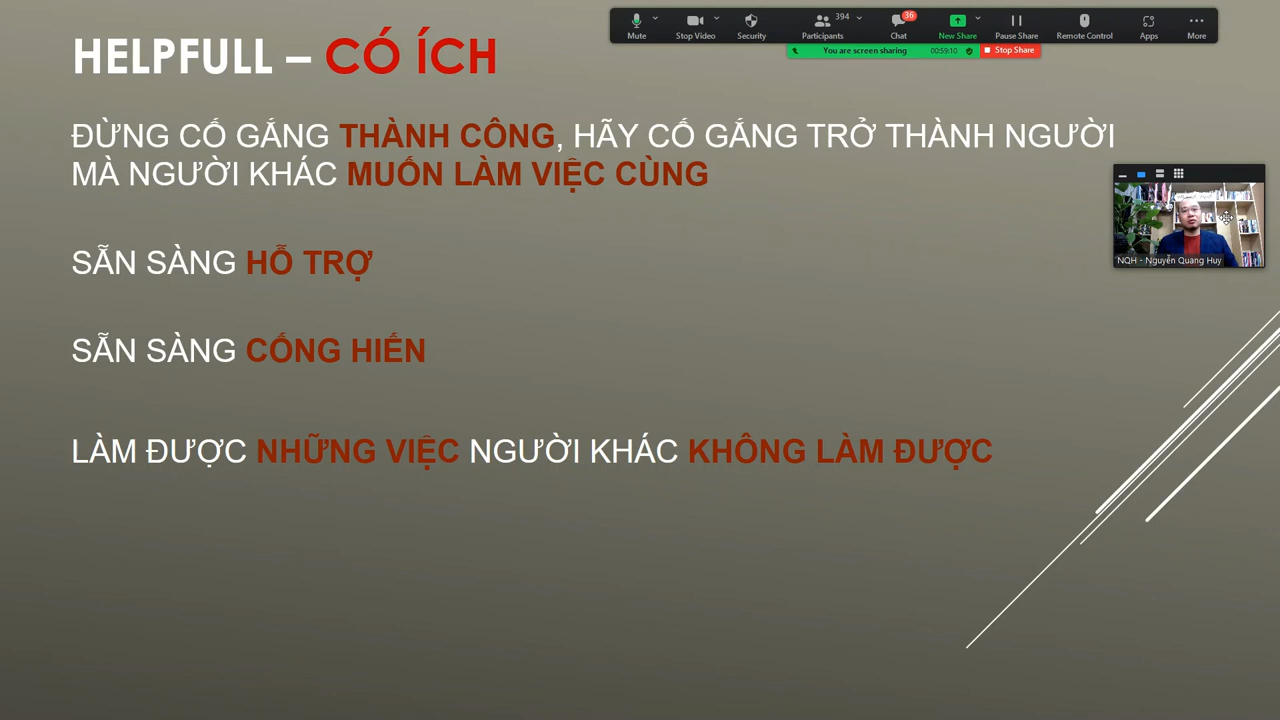 Mute
Stop Video
Security
Participants
394
Chat
36
New Share
Pause Share
Remote Control
Apps
More
You are screen sharing
00:59:10
Stop Share
HELPFULL – CÓ ÍCH
ĐỪNG CỐ GẮNG THÀNH CÔNG, HÃY CỐ GẮNG TRỞ THÀNH NGƯỜI
MÀ NGƯỜI KHÁC MUỐN LÀM VIỆC CÙNG
NQH - Nguyễn Quang Huy
SẴN SÀNG HỖ TRỢ
SẴN SÀNG CỐNG HIẾN
LÀM ĐƯỢC NHỮNG VIỆC NGƯỜI KHÁC KHÔNG LÀM ĐƯỢC